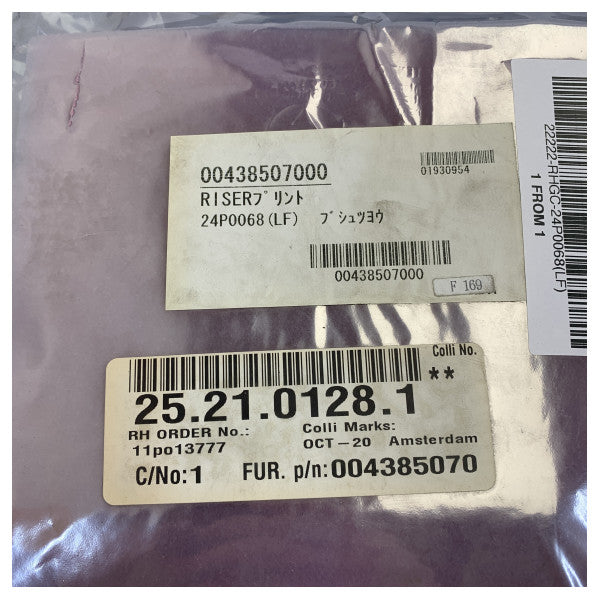 00438507000
RISERﾌﾟﾘﾝﾄ
24P0068(LF) ﾌﾞｼｭﾂﾖｳ
01930954
00438507000
F 169
22222-RHGC-24P0068(LF)
1 FROM 1
Colli No.
25.21.0128.1 **
RH ORDER No.: Colli Marks:
11po13777 OCT-20 Amsterdam
C/No:1 FUR. p/n:004385070